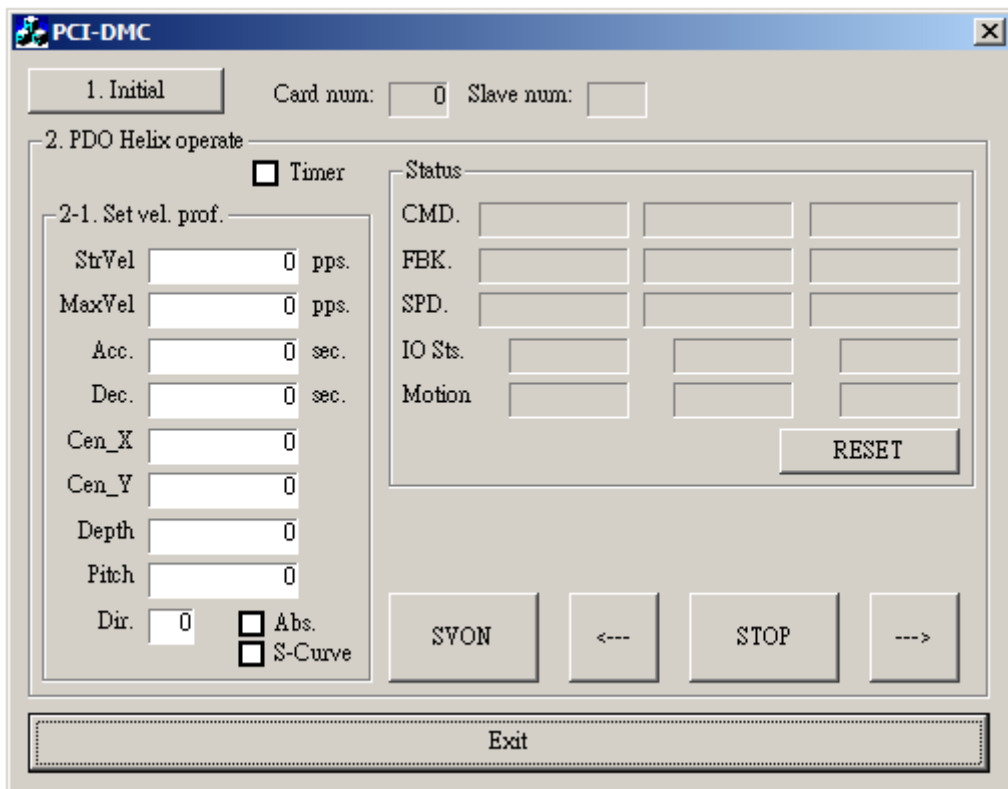 PCI-DMC
1. Initial Card num: 0 Slave num:
2. PDO Helix operate
Timer
2-1. Set vel. prof.
StrVel 0 pps.
MaxVel 0 pps.
Acc. 0 sec.
Dec. 0 sec.
Cen_X 0
Cen_Y 0
Depth 0
Pitch 0
Dir. 0 Abs.
S-Curve
Status
CMD.
FBK.
SPD.
IO Sts.
Motion
RESET
SVON <--- STOP --->
Exit